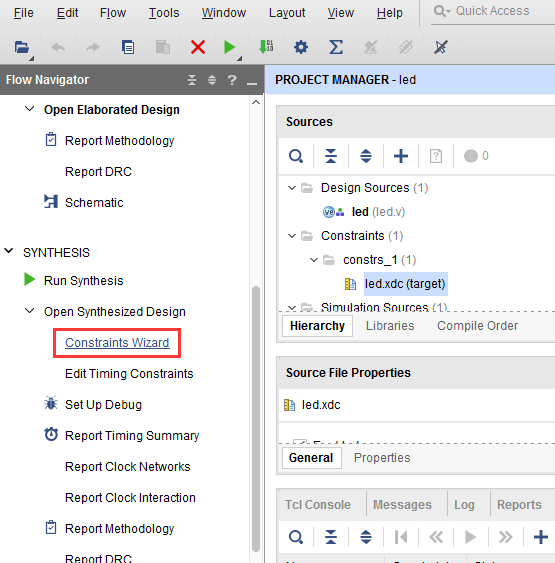 File Edit Flow Tools Window Layout View Help Quick Access
Flow Navigator
Open Elaborated Design
Report Methodology
Report DRC
Schematic
SYNTHESIS
Run Synthesis
Open Synthesized Design
Constraints Wizard
Edit Timing Constraints
Set Up Debug
Report Timing Summary
Report Clock Networks
Report Clock Interaction
Report Methodology
Report DRC
PROJECT MANAGER - led
Sources
0
Design Sources (1)
led (led.v)
Constraints (1)
constrs_1 (1)
led.xdc (target)
Simulation Sources (1)
Hierarchy Libraries Compile Order
Source File Properties
led.xdc
General Properties
Tcl Console Messages Log Reports